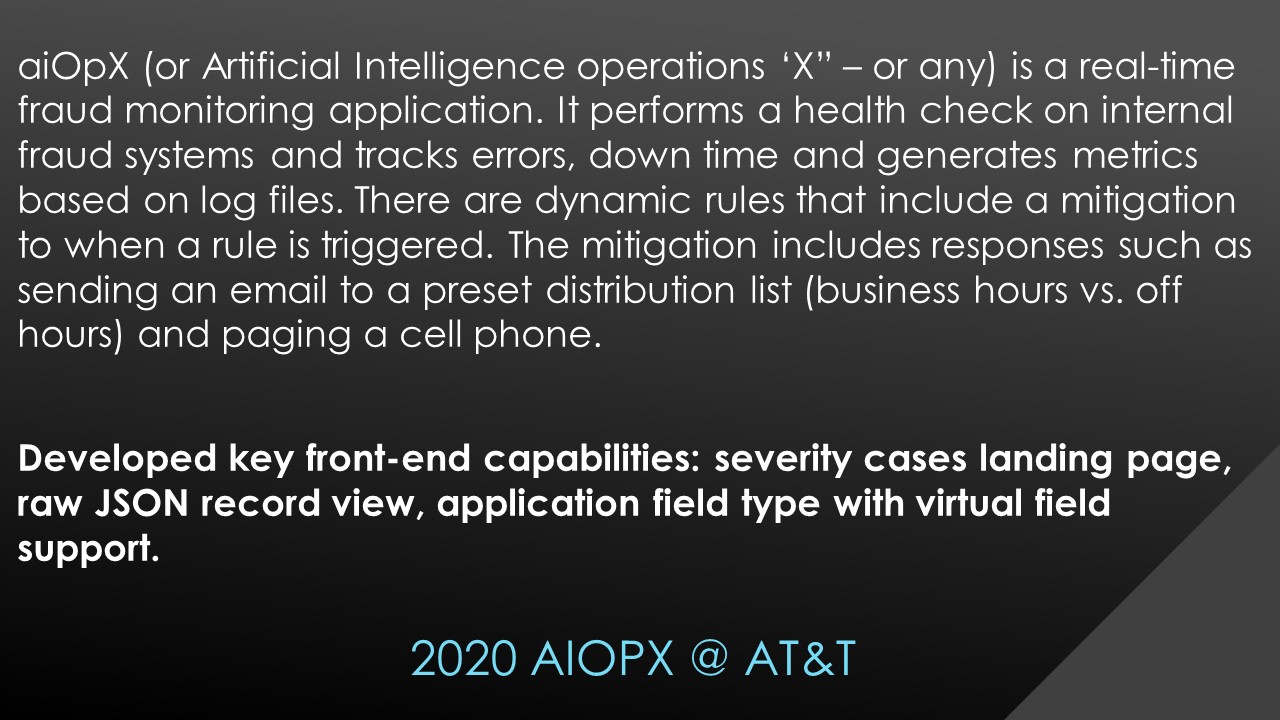 aiOpX (or Artificial Intelligence operations ‘X” – or any) is a real-time
fraud monitoring application. It performs a health check on internal
fraud systems and tracks errors, down time and generates metrics
based on log files. There are dynamic rules that include a mitigation
to when a rule is triggered. The mitigation includes responses such as
sending an email to a preset distribution list (business hours vs. off
hours) and paging a cell phone.
Developed key front-end capabilities: severity cases landing page,
raw JSON record view, application field type with virtual field
support.
2020 AIOPX @ AT&T